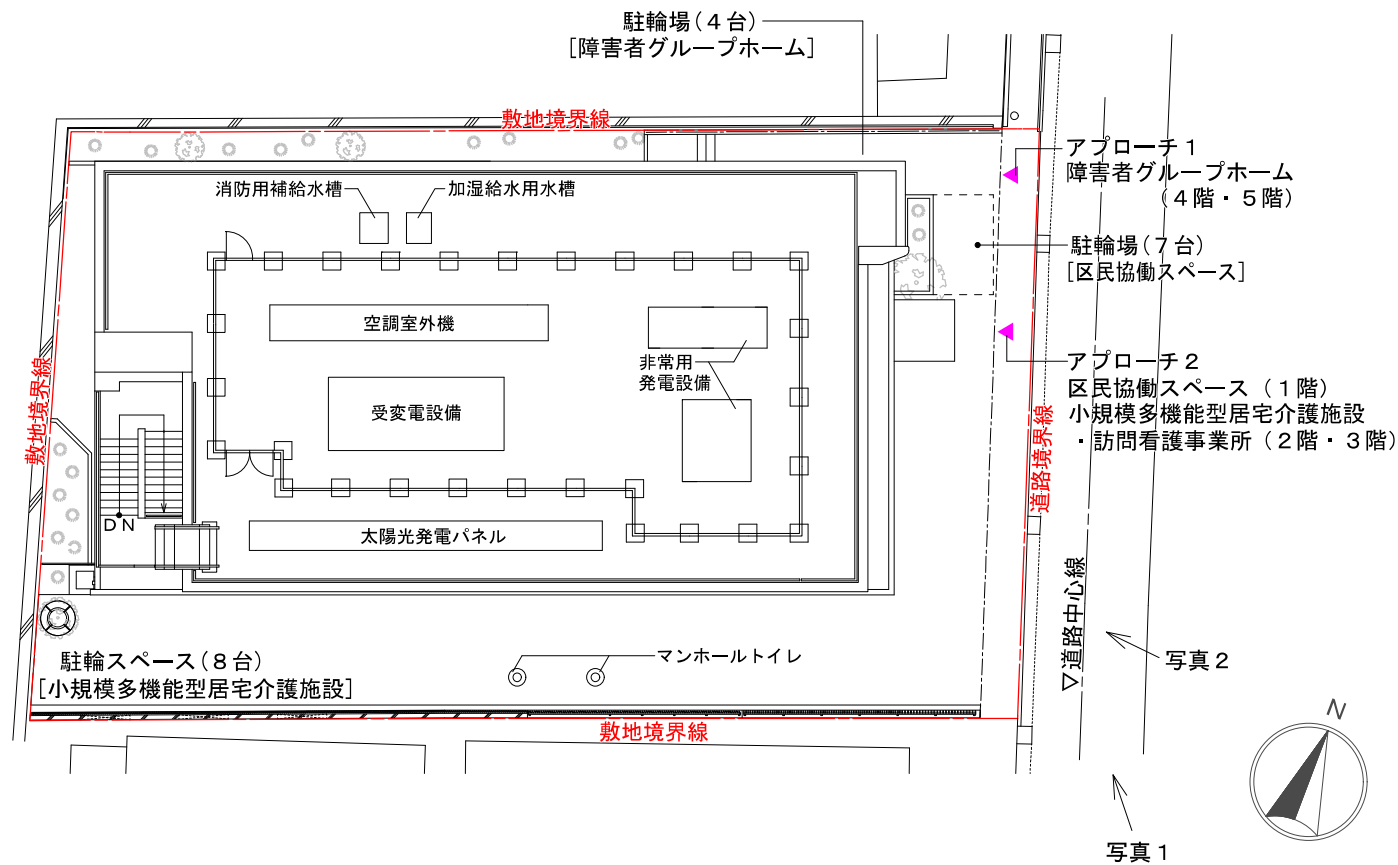 駐輪場(４台)
[障害者グループホーム]
敷地境界線
アプローチ１
障害者グループホーム
(４階・５階)
消防用補給水槽
加湿給水用水槽
駐輪場(７台)
[区民協働スペース]
空調室外機
非常用
発電設備
受変電設備
アプローチ２
区民協働スペース（１階）
小規模多機能型居宅介護施設
・訪問看護事業所（２階・３階）
敷地境界線
道路境界線
DN
太陽光発電パネル
▽道路中心線
駐輪スペース(８台)
[小規模多機能型居宅介護施設]
マンホールトイレ
写真２
敷地境界線
N
写真１